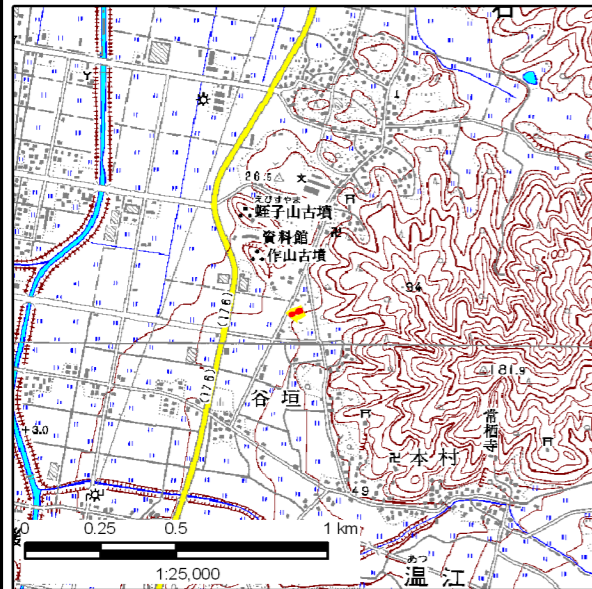 26.5
えびすやま
蛭子山古墳
資料館
作山古墳
94
(176)
181.9
(176)
谷垣
常栖寺
本村
+3.0
49
0 0.25 0.5 1 km
1:25,000
あつ
温江